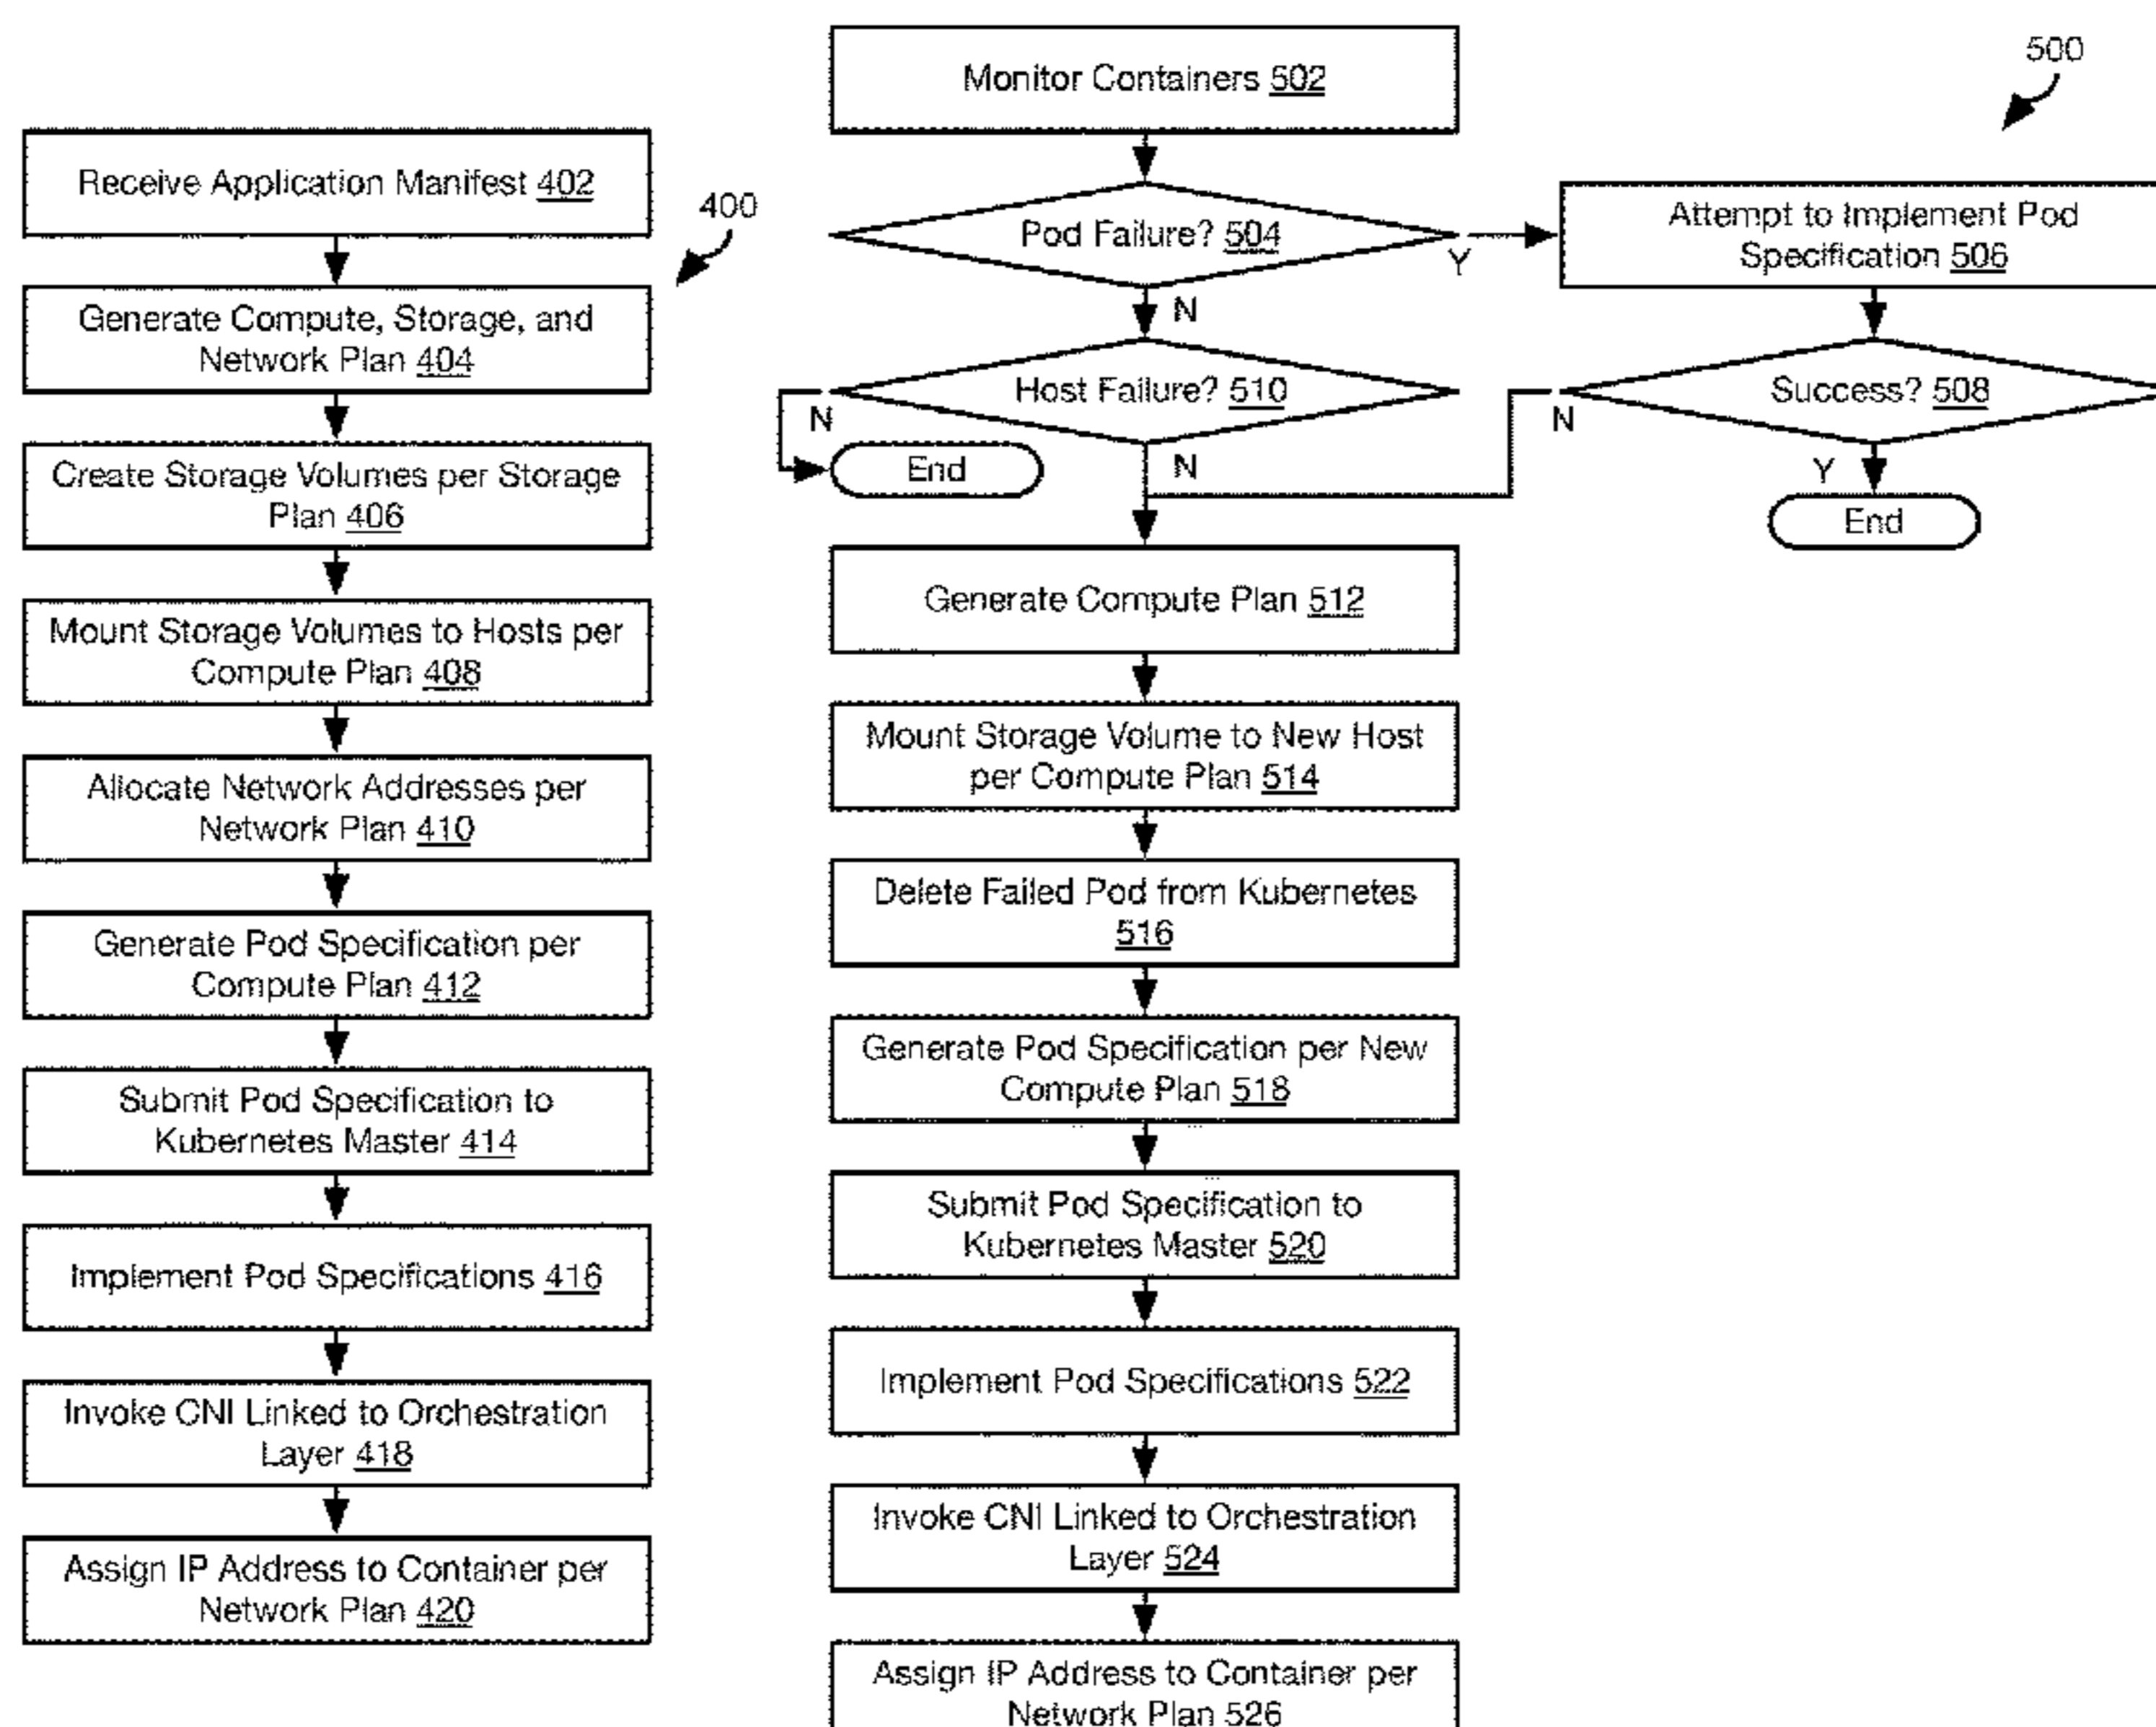 Receive Application Manifest 402
400
Generate Compute, Storage, and
Network Plan 404
Create Storage Volumes per Storage
Plan 406
Mount Storage Volumes to Hosts per
Compute Plan 408
Allocate Network Addresses per
Network Plan 410
Generate Pod Specification per
Compute Plan 412
Submit Pod Specification to
Kubernetes Master 414
Implement Pod Specifications 416
Invoke CNI Linked to Orchestration
Layer 418
Assign IP Address to Container per
Network Plan 420
500
Monitor Containers 502
Pod Failure? 504
Y
N
Attempt to Implement Pod
Specification 506
Host Failure? 510
N
End
N
Success? 508
N
Y
End
Generate Compute Plan 512
Mount Storage Volume to New Host
per Compute Plan 514
Delete Failed Pod from Kubernetes
516
Generate Pod Specification per New
Compute Plan 518
Submit Pod Specification to
Kubernetes Master 520
Implement Pod Specifications 522
Invoke CNI Linked to Orchestration
Layer 524
Assign IP Address to Container per
Network Plan 526